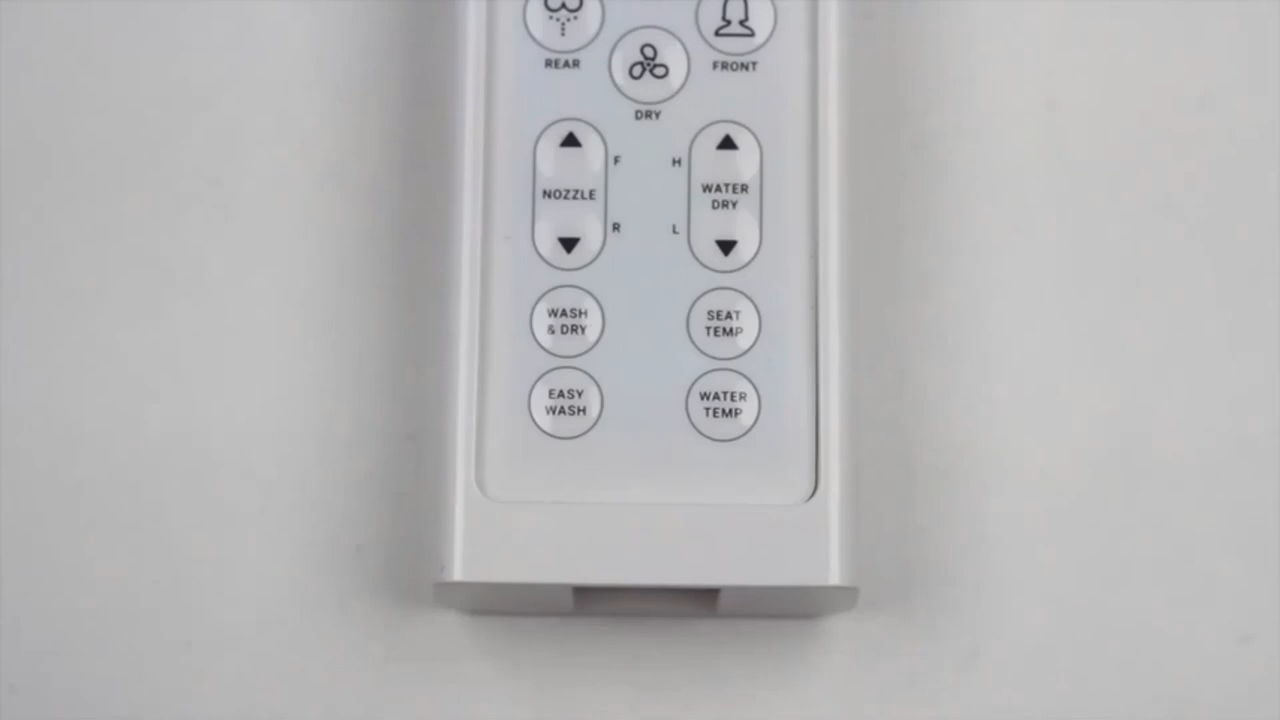 REAR
FRONT
DRY
F
H
NOZZLE
WATER
DRY
R
L
WASH
& DRY
SEAT
TEMP
EASY
WASH
WATER
TEMP